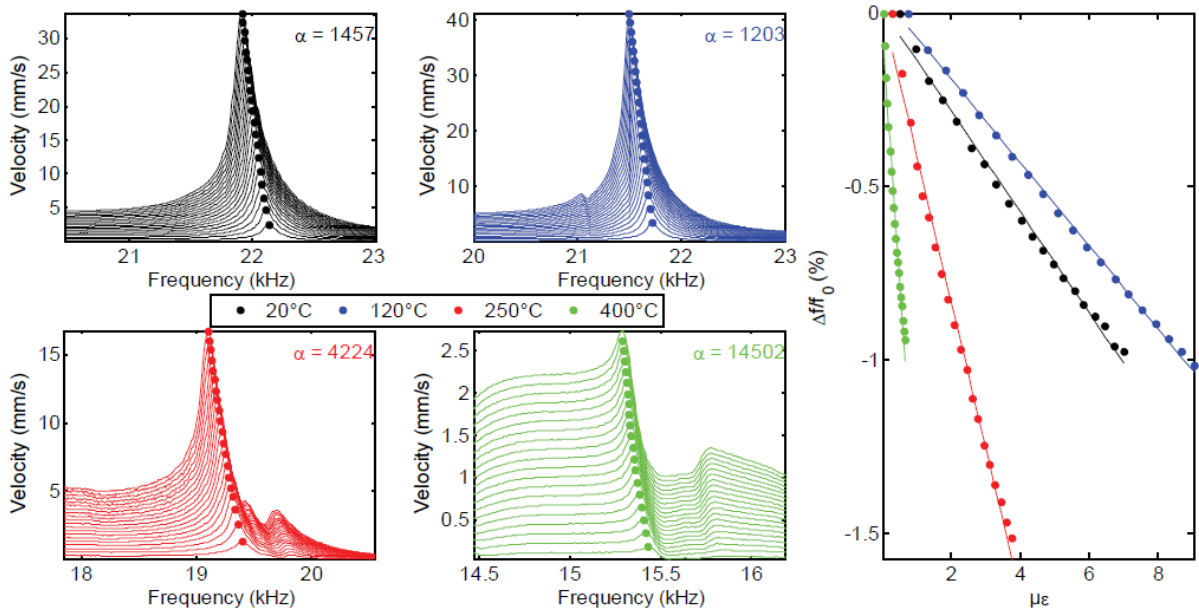 30
25
20
15
10
5
α = 1457
Velocity (mm/s)
21
22
23
Frequency (kHz)
40
30
20
10
α = 1203
Velocity (mm/s)
20
21
22
23
Frequency (kHz)
20°C
120°C
250°C
400°C
15
10
5
α = 4224
Velocity (mm/s)
18
19
20
Frequency (kHz)
2.5
2
1.5
1
0.5
α = 14502
Velocity (mm/s)
14.5
15
15.5
16
Frequency (kHz)
0
-0.5
-1
-1.5
Δf/f0 (%)
2
4
6
8
με